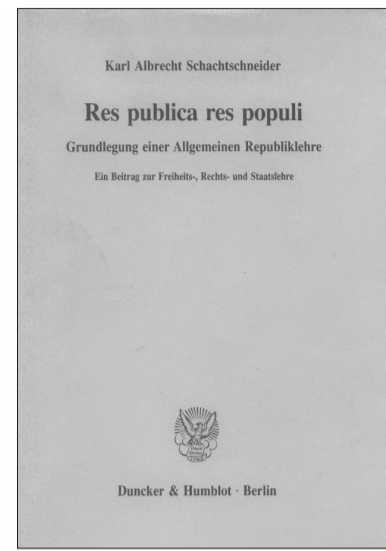 Karl Albrecht Schachtschneider
Res publica res populi
Grundlegung einer Allgemeinen Republiklehre
Ein Beitrag zur Freiheits-, Rechts- und Staatslehre
Duncker & Humblot · Berlin